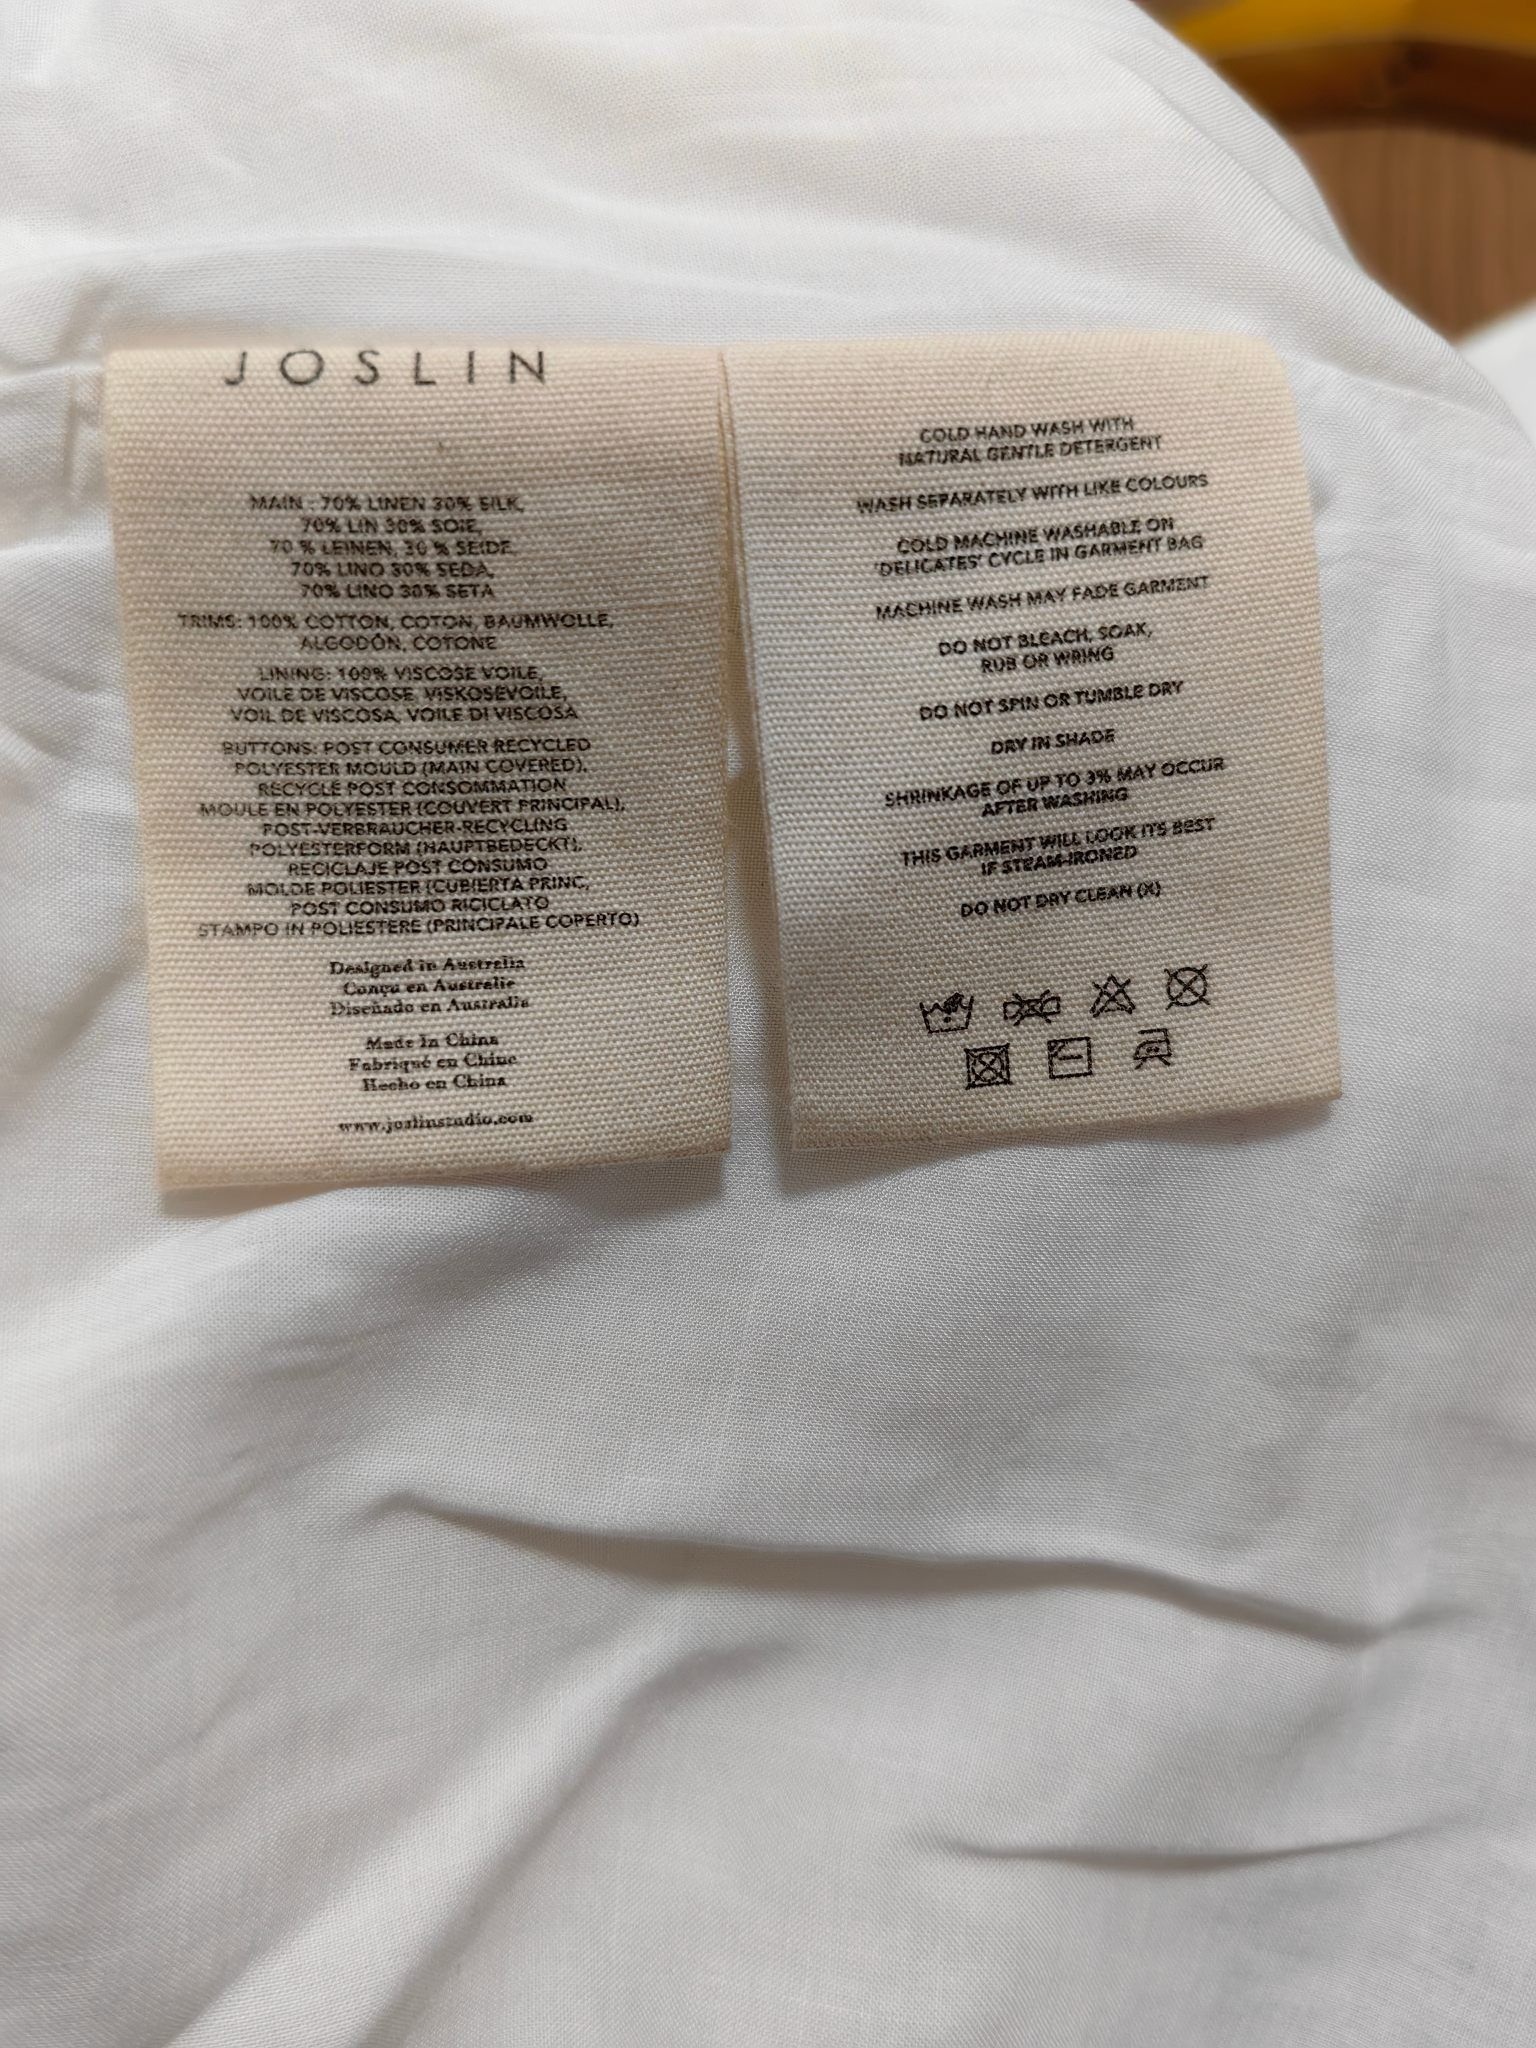 JOSLIN
MAIN : 70% LINEN 30% SILK,
70% LIN 30% SOIE,
70 % LEINEN, 30 % SEIDE,
70% LINO 30% SEDA,
70% LINO 30% SETA
TRIMS: 100% COTTON, COTON, BAUMWOLLE,
ALGODÓN, COTONE
LINING: 100% VISCOSE VOILE,
VOILE DE VISCOSE, VISKOSEVOILE,
VOIL DE VISCOSA, VOILE DI VISCOSA
BUTTONS: POST CONSUMER RECYCLED
POLYESTER MOULD (MAIN COVERED),
RECYCLÉ POST CONSOMMATION
MOULE EN POLYESTER (COUVERT PRINCIPAL),
POST-VERBRAUCHER-RECYCLING
POLYESTERFORM (HAUPTBEDECKT),
RECICLAJE POST CONSUMO
MOLDE POLIESTER (CUBIERTA PRINC,
POST CONSUMO RICICLATO
STAMPO IN POLIESTERE (PRINCIPALE COPERTO)
Designed in Australia
Conçu en Australie
Diseñado en Australia
Made In China
Fabriqué en Chine
Hecho en China
www.joslinstudio.com
COLD HAND WASH WITH
NATURAL GENTLE DETERGENT
WASH SEPARATELY WITH LIKE COLOURS
COLD MACHINE WASHABLE ON
'DELICATES' CYCLE IN GARMENT BAG
MACHINE WASH MAY FADE GARMENT
DO NOT BLEACH, SOAK,
RUB OR WRING
DO NOT SPIN OR TUMBLE DRY
DRY IN SHADE
SHRINKAGE OF UP TO 3% MAY OCCUR
AFTER WASHING
THIS GARMENT WILL LOOK ITS BEST
IF STEAM-IRONED
DO NOT DRY CLEAN (X)